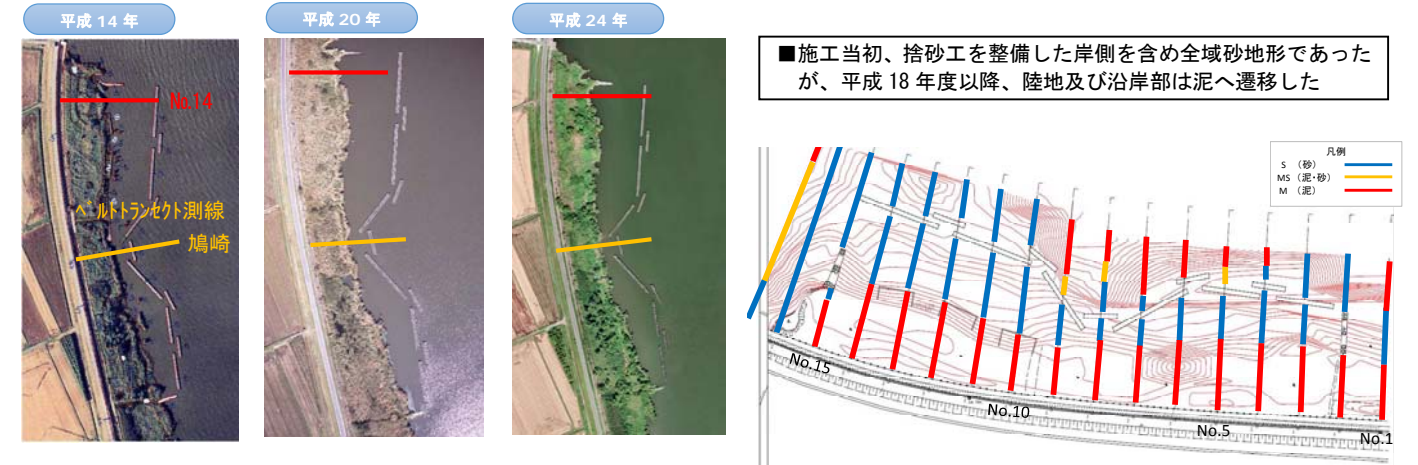 平成 14 年
平成 20 年
平成 24 年
No.14
ベルトトランセクト測線
鳩崎
■施工当初、捨砂工を整備した岸側を含め全域砂地形であった
が、平成 18 年度以降、陸地及び沿岸部は泥へ遷移した
凡例
S （砂）
MS （泥・砂）
M （泥）
No.15
No.10
No.5
No.1